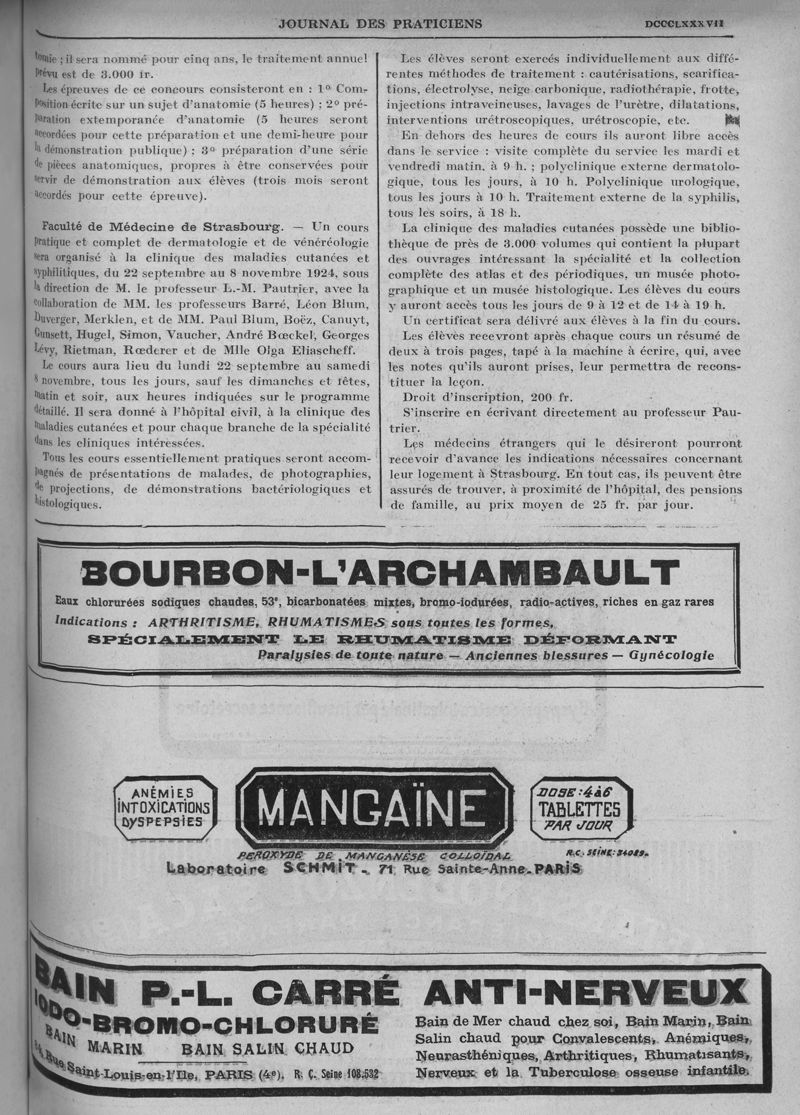 JOURNAL DES PRATICIENS
DCCCLXXXVII
tomie ; il sera nommé pour cinq ans, le traitement annuel
prévu est de 3.000 fr.
Les épreuves de ce concours consisteront en : 1º Com-
position écrite sur un sujet d'anatomie (5 heures) ; 2º pré-
paration extemporanée d'anatomie (5 heures seront
accordées pour cette préparation et une demi-heure pour
la démonstration publique) ; 3º préparation d'une série
de pièces anatomiques, propres à être conservées pour
servir de démonstration aux élèves (trois mois seront
accordés pour cette épreuve).
Faculté de Médecine de Strasbourg. — Un cours
pratique et complet de dermatologie et de vénéréologie
sera organisé à la clinique des maladies cutanées et
syphilitiques, du 22 septembre au 8 novembre 1924, sous
la direction de M. le professeur L.-M. Pautrier, avec la
collaboration de MM. les professeurs Barré, Léon Blum,
Duverger, Merklen, et de MM. Paul Blum, Boëz, Canuyt,
Gunsett, Hugel, Simon, Vaucher, André Bœckel, Georges
Lévy, Rietman, Rœderer et de Mlle Olga Eliascheff.
Le cours aura lieu du lundi 22 septembre au samedi
8 novembre, tous les jours, sauf les dimanches et fêtes,
matin et soir, aux heures indiquées sur le programme
détaillé. Il sera donné à l'hôpital civil, à la clinique des
maladies cutanées et pour chaque branche de la spécialité
dans les cliniques intéressées.
Tous les cours essentiellement pratiques seront accom-
pagnés de présentations de malades, de photographies,
de projections, de démonstrations bactériologiques et
histologiques.
Les élèves seront exercés individuellement aux diffé-
rentes méthodes de traitement : cautérisations, scarifica-
tions, électrolyse, neige carbonique, radiothérapie, frotte,
injections intraveineuses, lavages de l'urètre, dilatations,
interventions urétroscopiques, urétroscopie, etc.
En dehors des heures de cours ils auront libre accès
dans le service : visite complète du service les mardi et
vendredi matin, à 9 h. ; polyclinique externe dermatolo-
gique, tous les jours, à 10 h. Polyclinique urologique,
tous les jours à 10 h. Traitement externe de la syphilis,
tous les soirs, à 18 h.
La clinique des maladies cutanées possède une biblio-
thèque de près de 3.000 volumes qui contient la plupart
des ouvrages intéressant la spécialité et la collection
complète des atlas et des périodiques, un musée photo-
graphique et un musée histologique. Les élèves du cours
y auront accès tous les jours de 9 à 12 et de 14 à 19 h.
Un certificat sera délivré aux élèves à la fin du cours.
Les élèves recevront après chaque cours un résumé de
deux à trois pages, tapé à la machine à écrire, qui, avec
les notes qu'ils auront prises, leur permettra de recons-
tituer la leçon.
Droit d'inscription, 200 fr.
S'inscrire en écrivant directement au professeur Pau-
trier.
Les médecins étrangers qui le désireront pourront
recevoir d'avance les indications nécessaires concernant
leur logement à Strasbourg. En tout cas, ils peuvent être
assurés de trouver, à proximité de l'hôpital, des pensions
de famille, au prix moyen de 25 fr. par jour.
BOURBON-L'ARCHAMBAULT
Eaux chlorurées sodiques chaudes, 53º, bicarbonatées mixtes, bromo-iodurées, radio-actives, riches en gaz rares
Indications : ARTHRITISME, RHUMATISMES sous toutes les formes,
SPÉCIALEMENT LE RHUMATISME DÉFORMANT
Paralysies de toute nature — Anciennes blessures — Gynécologie
ANÉMIES
INTOXICATIONS
DYSPEPSIES
MANGAÏNE
DOSE : 4 à 6
TABLETTES
PAR JOUR
PEROXYDE DE MANGANÈSE COLLOÏDAL
R.C. SEINE:
Laboratoire SCHMIT - 71 Rue Sainte-Anne-PARIS
BAIN P.-L. CARRÉ ANTI-NERVEUX
IODO-BROMO-CHLORURÉ
BAIN MARIN BAIN SALIN CHAUD
Rue Saint-Louis-en-l'Ile, PARIS (4e). R. C. Seine 108.532
Bain de Mer chaud chez soi, Bain Marin, Bain
Salin chaud pour Convalescents, Anémiques,
Neurasthéniques, Arthritiques, Rhumatisants,
Nerveux et la Tuberculose osseuse infantile.